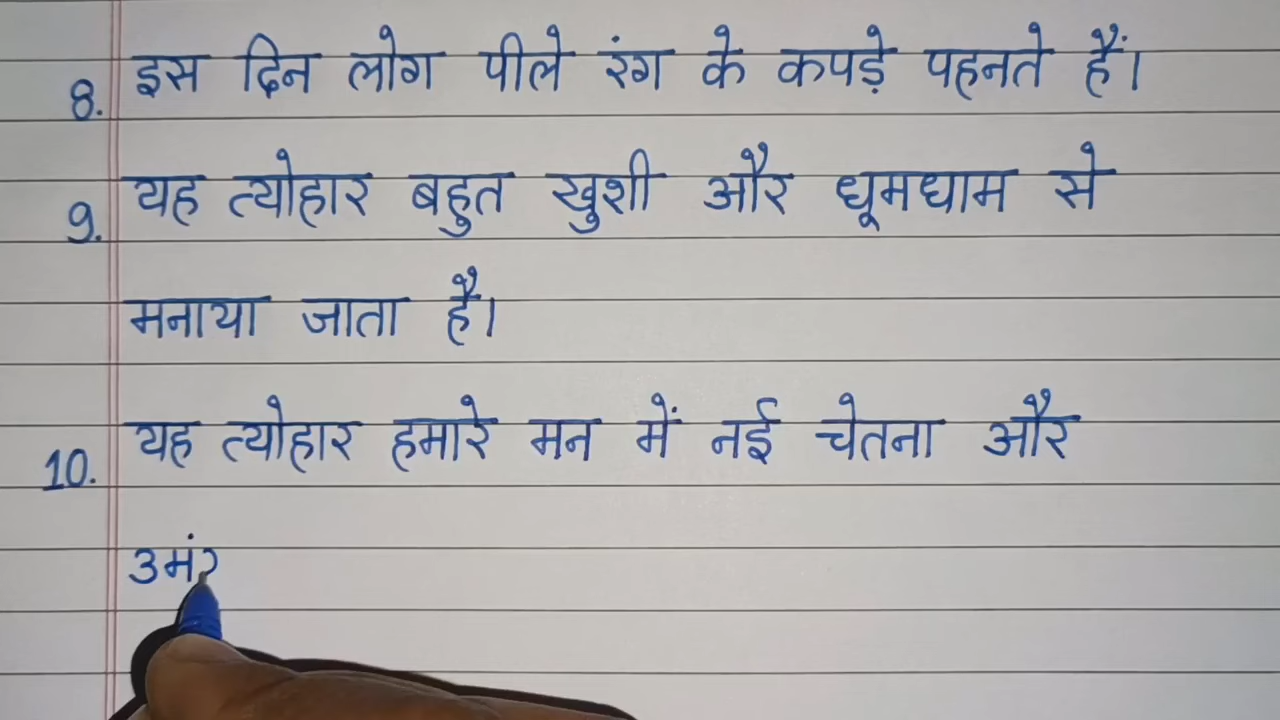 8. इस दिन लोग पीले रंग के कपड़े पहनते हैं।
9. यह त्योहार बहुत खुशी और धूमधाम से
मनाया जाता है।
10. यह त्योहार हमारे मन में नई चेतना और